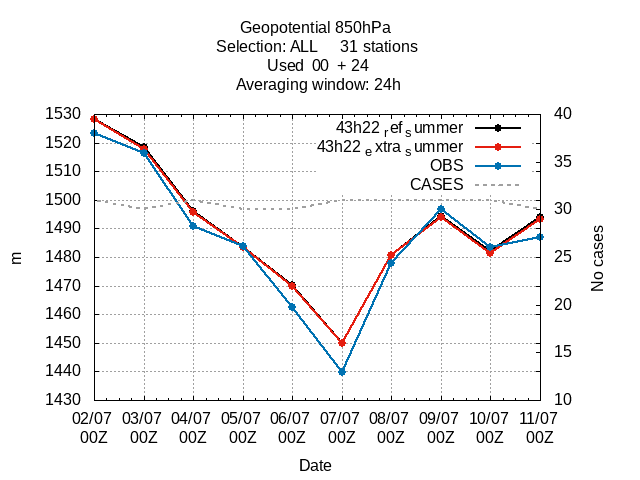 Geopotential 850hPa
Selection: ALL 31 stations
Used 00 + 24
Averaging window: 24h
1530
1520
1510
1500
1490
1480
1470
1460
1450
1440
1430
m
40
35
30
25
20
15
10
No cases
43h22 ref summer
43h22 extra summer
OBS
CASES
02/07 03/07 04/07 05/07 06/07 07/07 08/07 09/07 10/07 11/07
00Z 00Z 00Z 00Z 00Z 00Z 00Z 00Z 00Z 00Z
Date